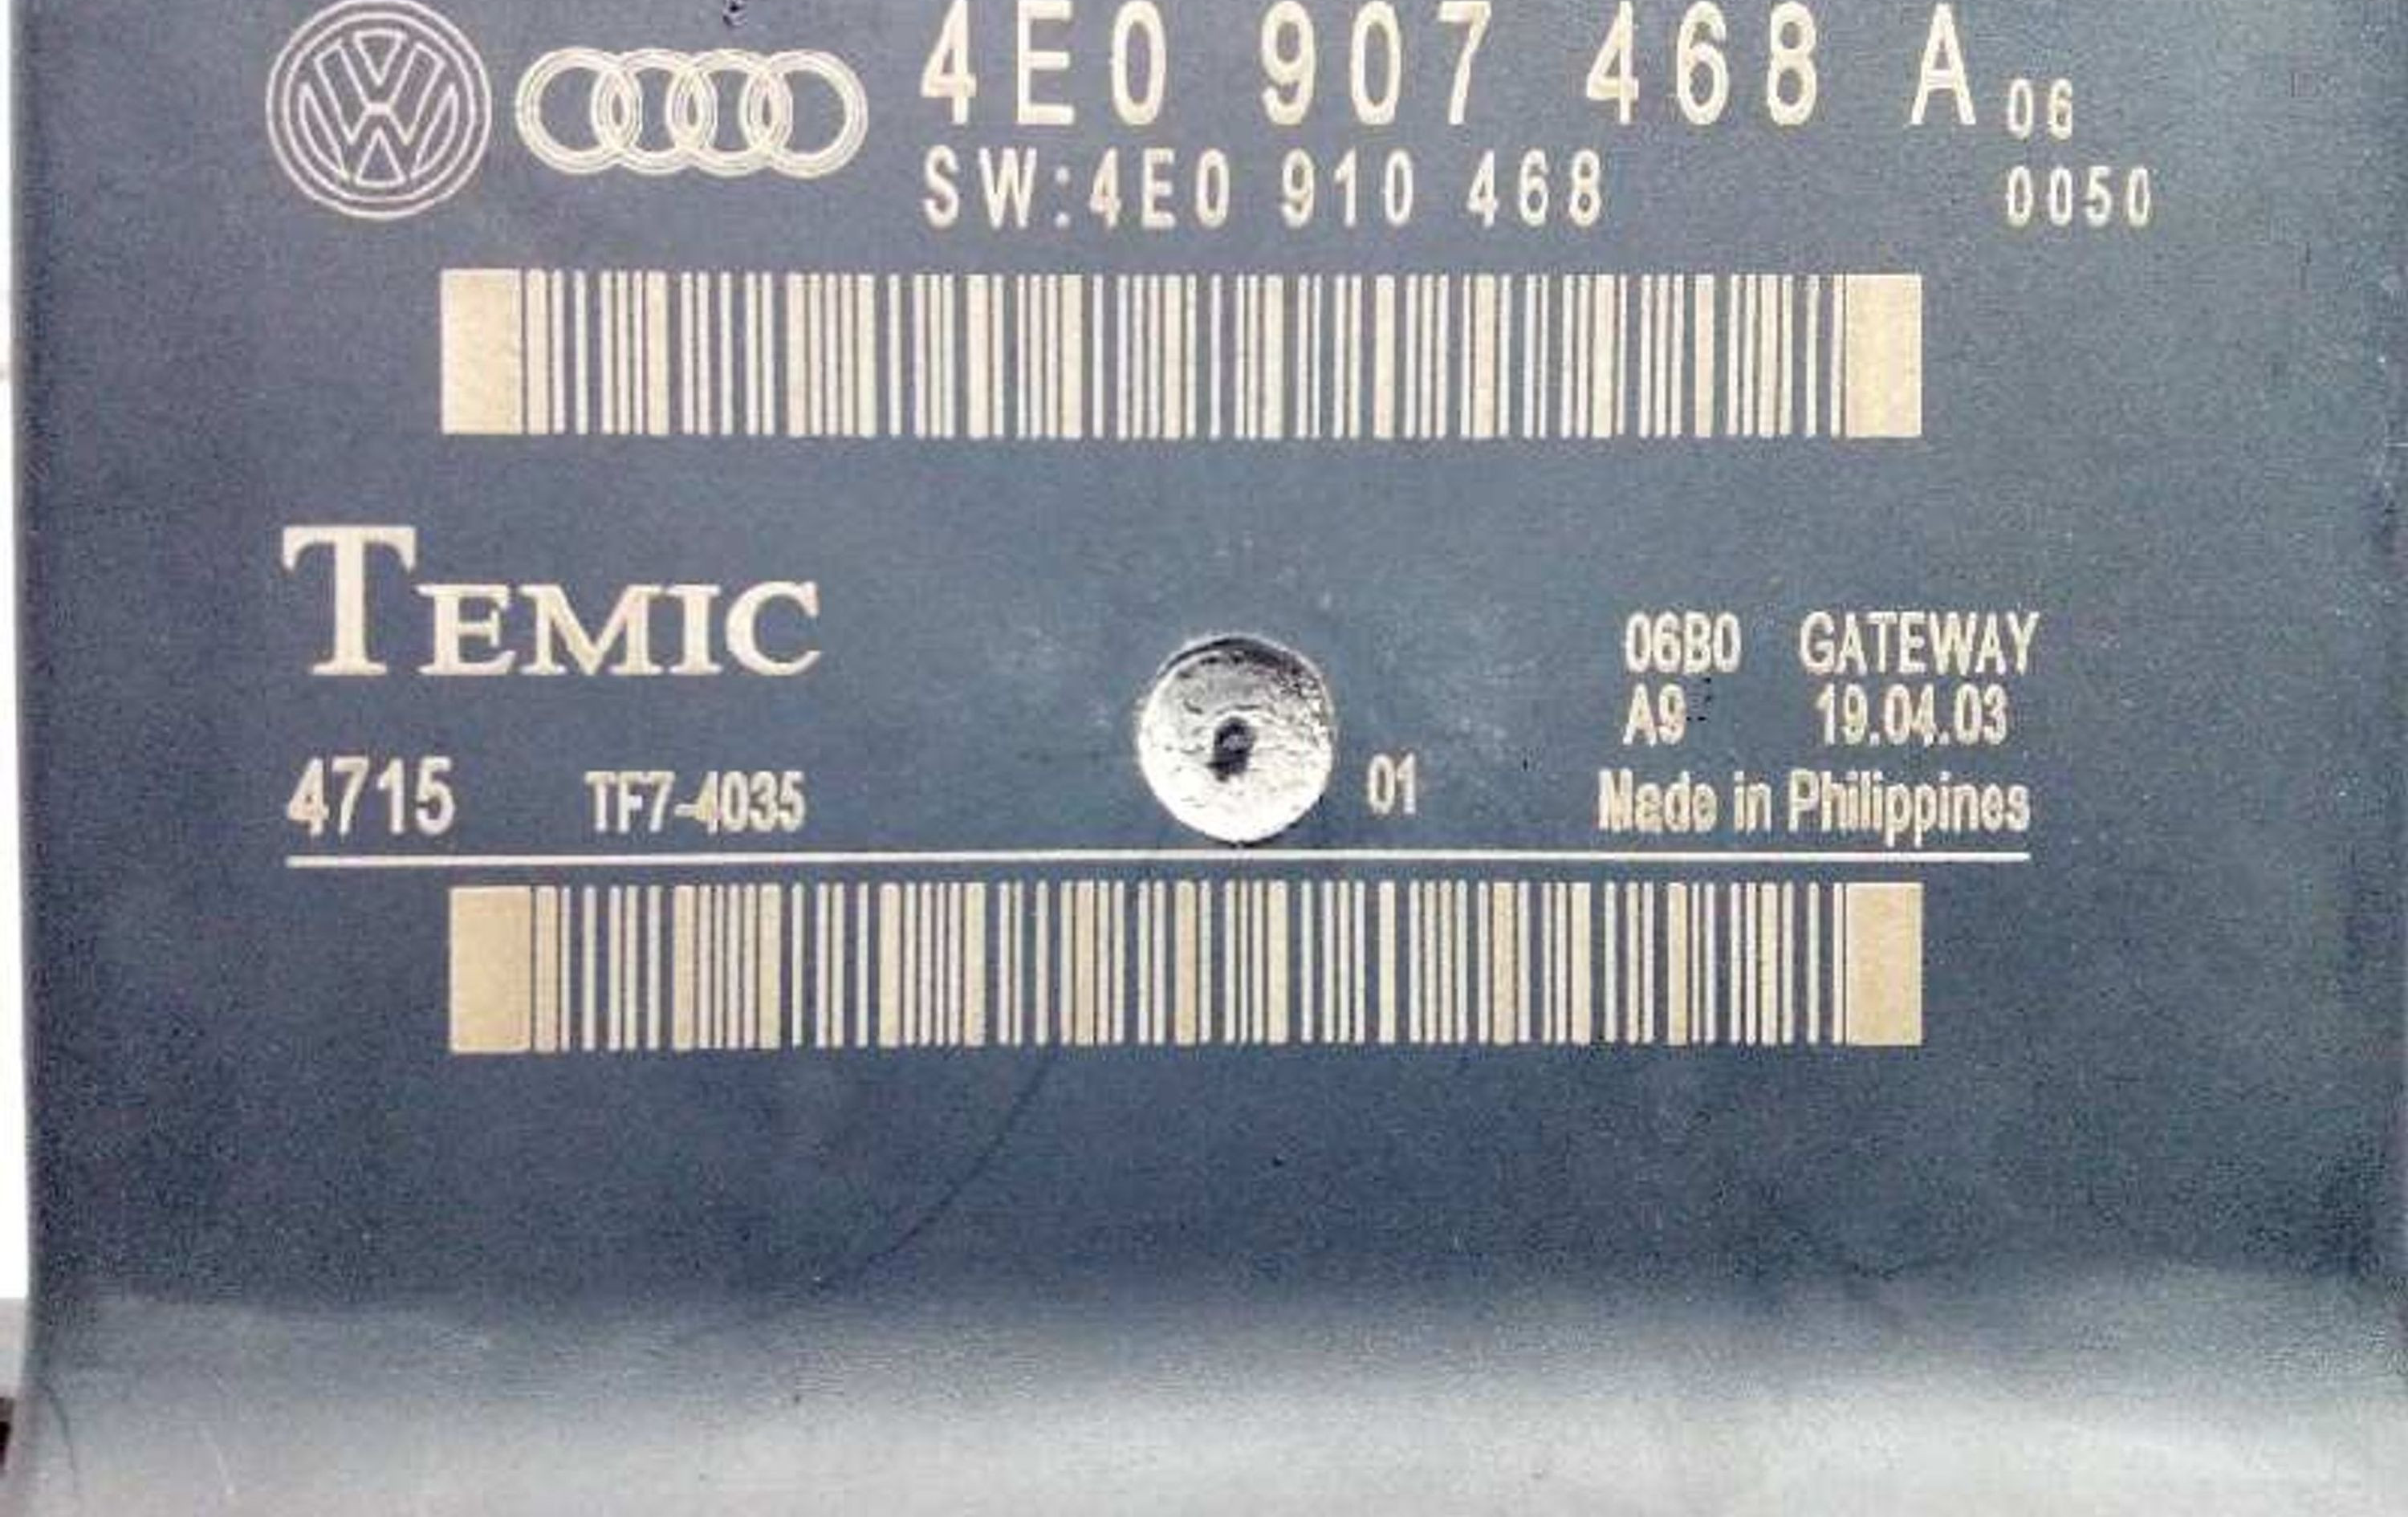 4E0 907 468 A 06
SW:4E0 910 468 0050
TEMIC
06B0 GATEWAY
A9 19.04.03
4715 TF7-4035 01 Made in Philippines